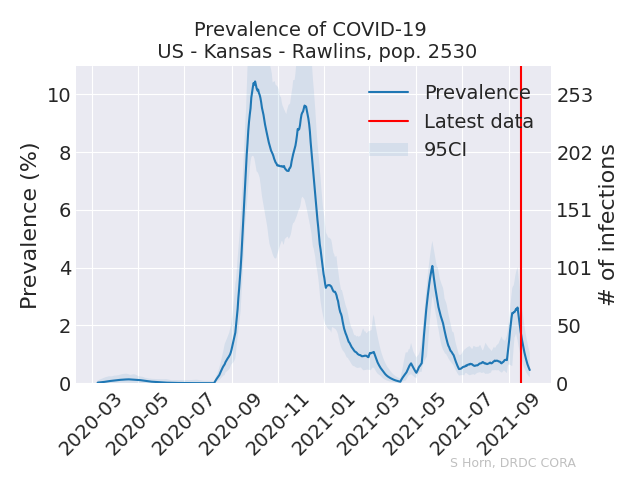 Prevalence of COVID-19
US - Kansas - Rawlins, pop. 2530
Prevalence (%)
10
8
6
4
2
0
Prevalence
Latest data
95CI
253
202
151
101
50
0
# of infections
2020-03
2020-05
2020-07
2020-09
2020-11
2021-01
2021-03
2021-05
2021-07
2021-09
S Horn, DRDC CORA